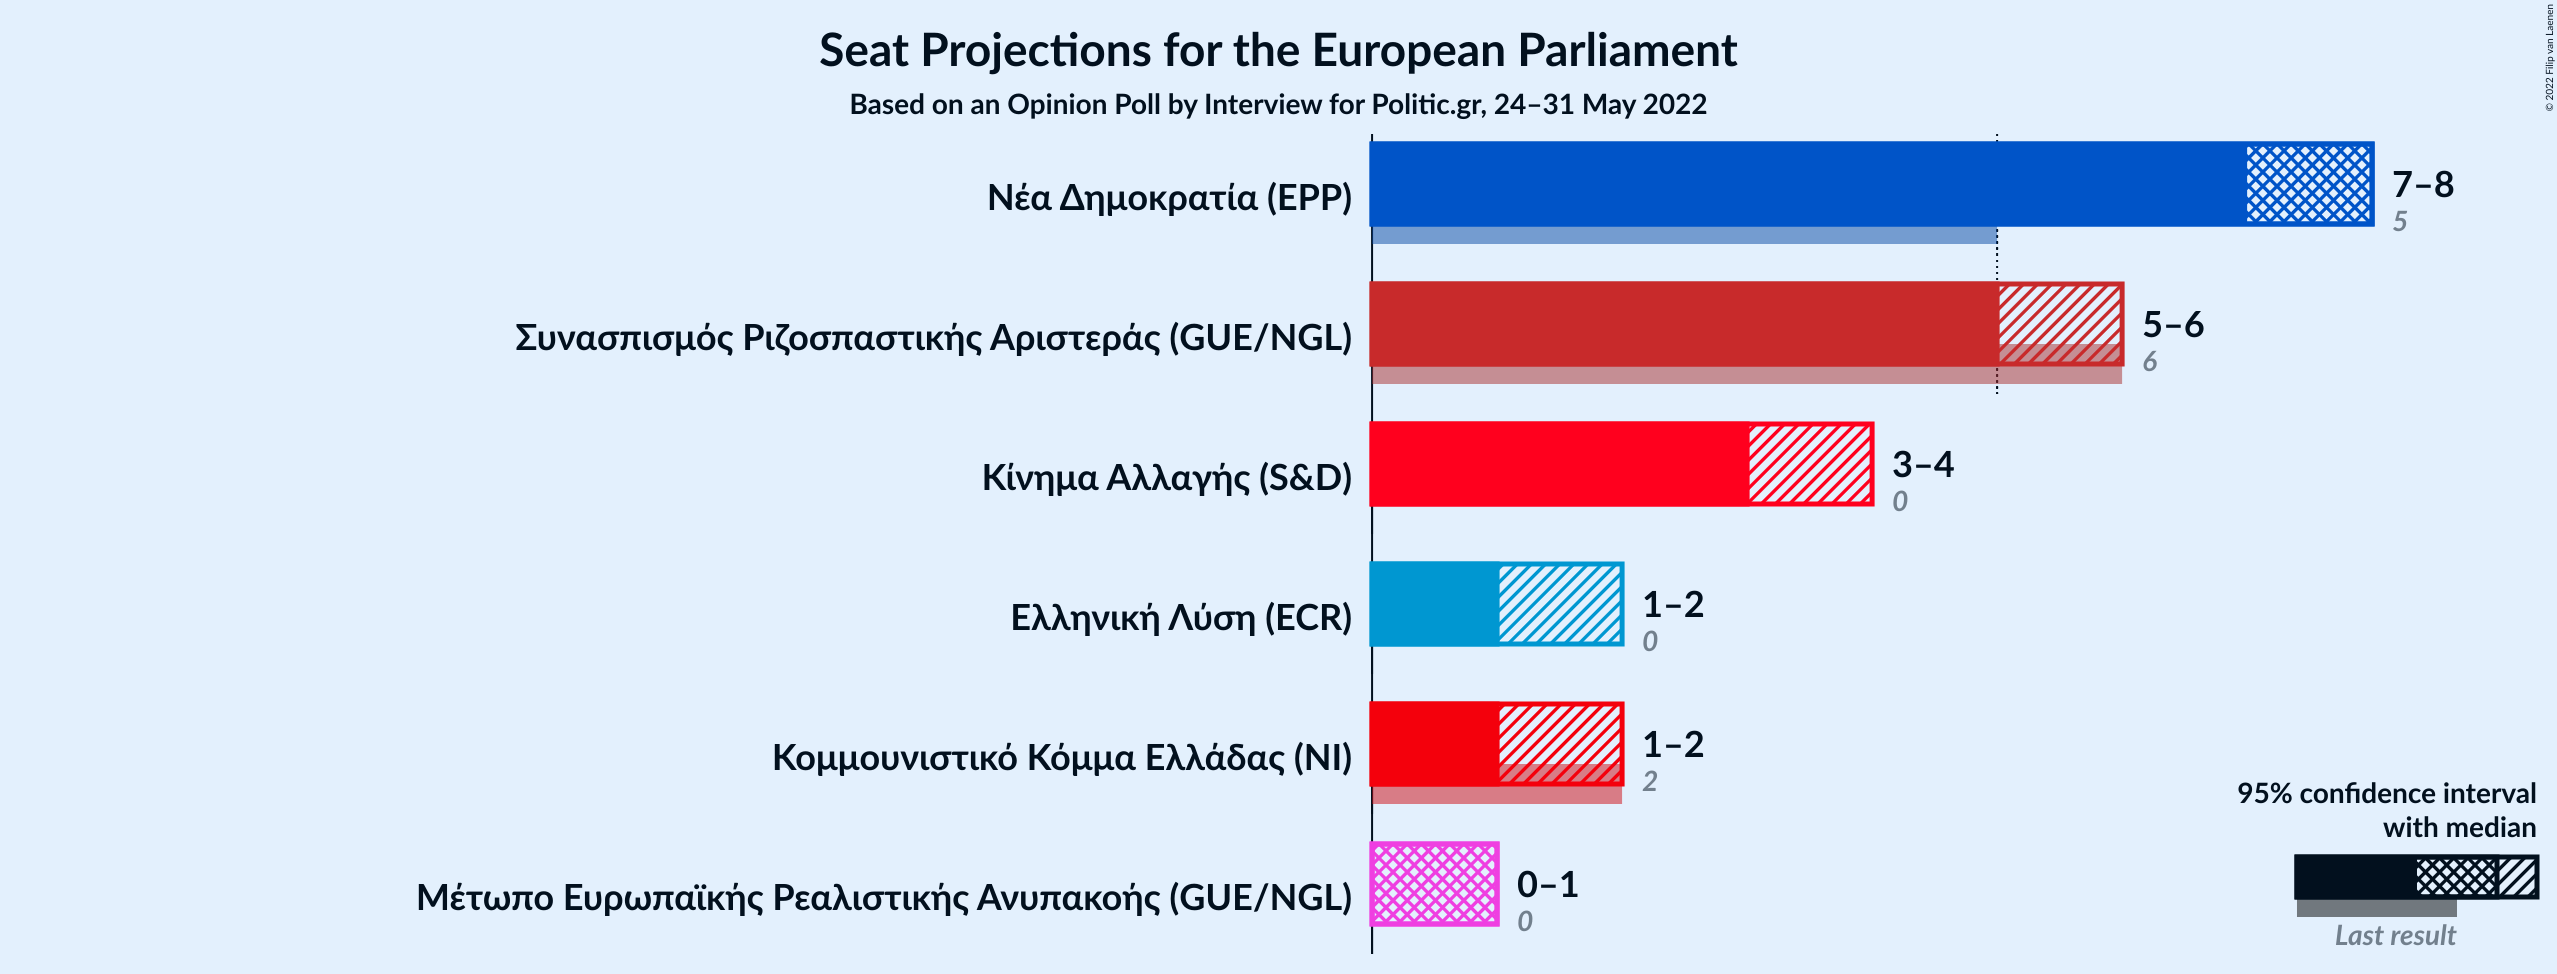 Seat Projections for the European Parliament
Based on an Opinion Poll by Interview for Politic.gr, 24–31 May 2022
© 2022 Filip van Laenen
Νέα Δημοκρατία (EPP)
7–8
5
Συνασπισμός Ριζοσπαστικής Αριστεράς (GUE/NGL)
5–6
6
Κίνημα Αλλαγής (S&D)
3–4
0
Ελληνική Λύση (ECR)
1–2
0
Κομμουνιστικό Κόμμα Ελλάδας (NI)
1–2
2
Μέτωπο Ευρωπαϊκής Ρεαλιστικής Ανυπακοής (GUE/NGL)
0–1
0
95% confidence interval
with median
Last result